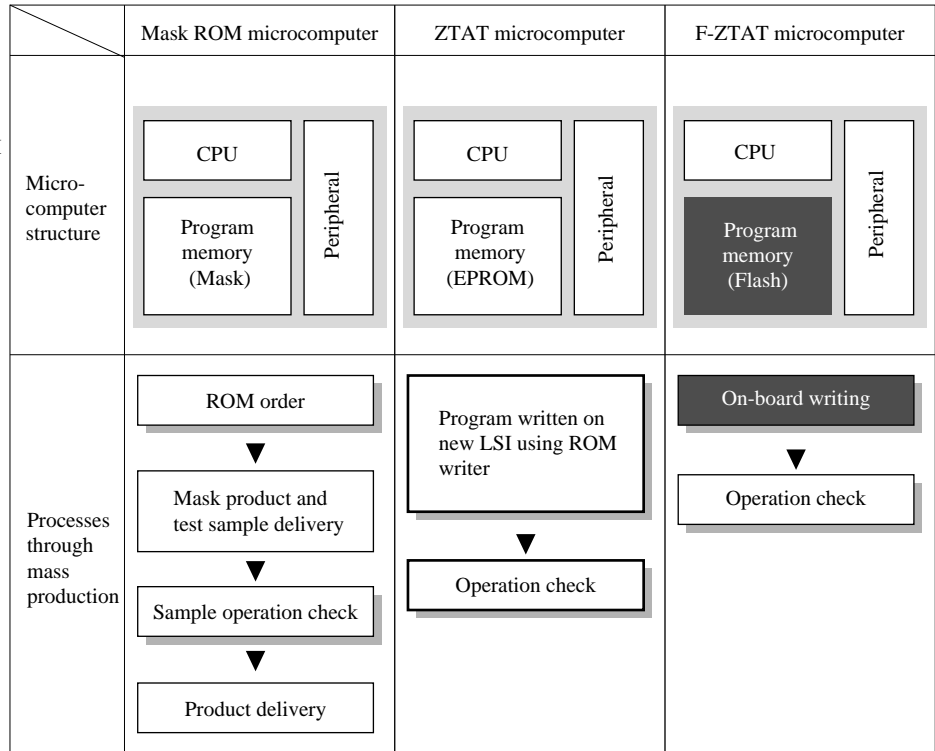 Mask ROM microcomputer
ZTAT microcomputer
F-ZTAT microcomputer
Micro-
computer
structure
CPU
Program
memory
(Mask)
Peripheral
CPU
Program
memory
(EPROM)
Peripheral
CPU
Program
memory
(Flash)
Peripheral
Processes
through
mass
production
ROM order
Mask product and
test sample delivery
Sample operation check
Product delivery
Program written on
new LSI using ROM
writer
Operation check
On-board writing
Operation check